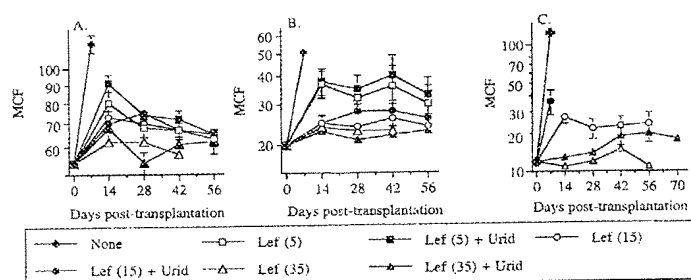 A.
B.
C.
MCF
100
90
80
70
60
0 14 28 42 56
Days post-transplantation
MCF
60
50
40
30
20
0 14 28 42 56
Days post-transplantation
MCF
100
50
30
20
10
0 14 28 42 56 70
Days post-transplantation
None
Lef (5)
Lef (5) + Urid
Lef (15)
Lef (15) + Urid
Lef (35)
Lef (35) + Urid